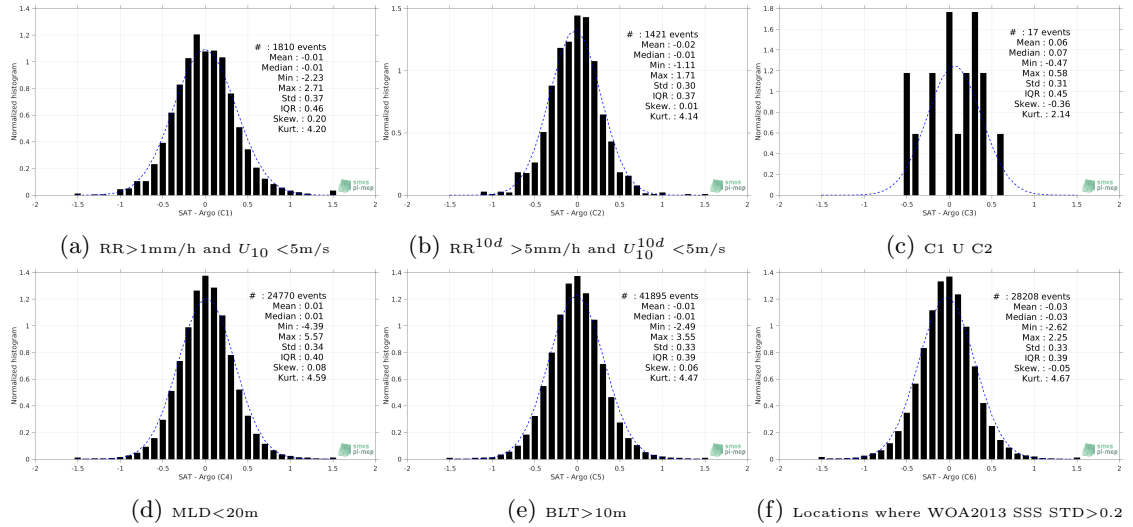 1.4
1.2
1
0.8
0.6
0.4
0.2
0
Normalized histogram
# : 1810 events
Mean : -0.01
Median : -0.01
Min : -2.23
Max : 2.71
Std : 0.37
IQR : 0.46
Skew. : 0.20
Kurt. : 4.20
smos
pi-mep
-2 -1.5 -1 -0.5 0 0.5 1 1.5 2
SAT - Argo (C1)
(a) RR>1mm/h and U10 <5m/s
1.5
1
0.5
0
Normalized histogram
# : 1421 events
Mean : -0.02
Median : -0.01
Min : -1.11
Max : 1.71
Std : 0.30
IQR : 0.37
Skew. : 0.01
Kurt. : 4.14
smos
pi-mep
-2 -1.5 -1 -0.5 0 0.5 1 1.5 2
SAT - Argo (C2)
(b) RR^10d >5mm/h and U10^10d <5m/s
1.8
1.6
1.4
1.2
1
0.8
0.6
0.4
0.2
0
Normalized histogram
# : 17 events
Mean : 0.06
Median : 0.07
Min : -0.47
Max : 0.58
Std : 0.31
IQR : 0.45
Skew. : -0.36
Kurt. : 2.14
smos
pi-mep
-2 -1.5 -1 -0.5 0 0.5 1 1.5 2
SAT - Argo (C3)
(c) C1 U C2
1.4
1.2
1
0.8
0.6
0.4
0.2
0
Normalized histogram
# : 24770 events
Mean : 0.01
Median : 0.01
Min : -4.39
Max : 5.57
Std : 0.34
IQR : 0.40
Skew. : 0.08
Kurt. : 4.59
smos
pi-mep
-2 -1.5 -1 -0.5 0 0.5 1 1.5 2
SAT - Argo (C4)
(d) MLD<20m
1.4
1.2
1
0.8
0.6
0.4
0.2
0
Normalized histogram
# : 41895 events
Mean : -0.01
Median : -0.01
Min : -2.49
Max : 3.55
Std : 0.33
IQR : 0.39
Skew. : 0.06
Kurt. : 4.47
smos
pi-mep
-2 -1.5 -1 -0.5 0 0.5 1 1.5 2
SAT - Argo (C5)
(e) BLT>10m
1.4
1.2
1
0.8
0.6
0.4
0.2
0
Normalized histogram
# : 28208 events
Mean : -0.03
Median : -0.03
Min : -2.62
Max : 2.25
Std : 0.33
IQR : 0.39
Skew. : -0.05
Kurt. : 4.67
smos
pi-mep
-2 -1.5 -1 -0.5 0 0.5 1 1.5 2
SAT - Argo (C6)
(f) Locations where WOA2013 SSS STD>0.2